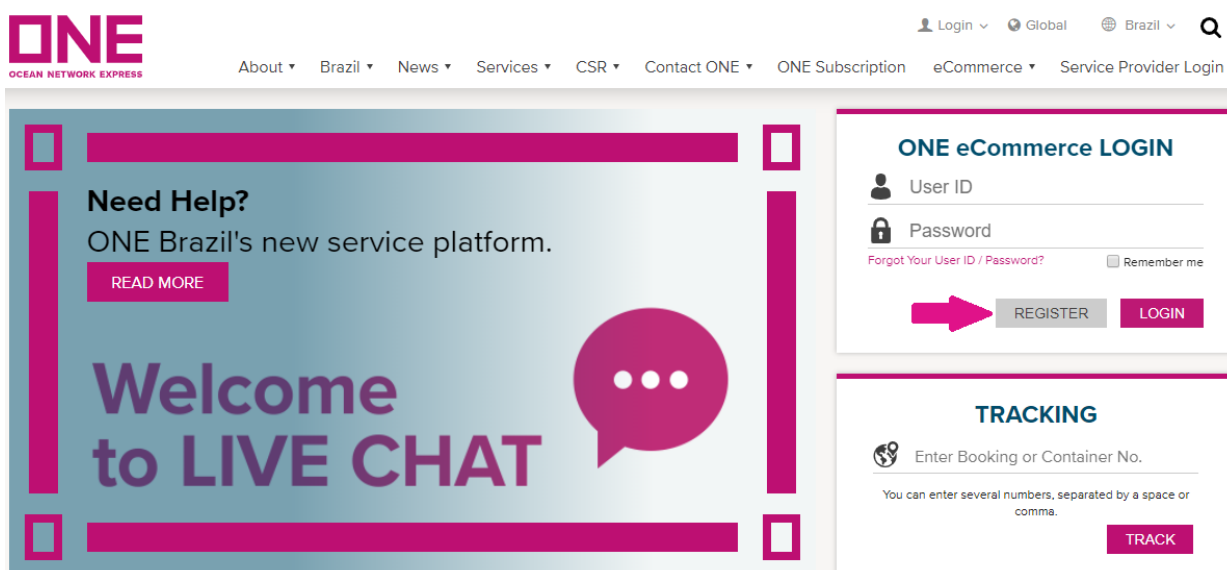 ONE
OCEAN NETWORK EXPRESS
Login Global Brazil
About Brazil News Services CSR Contact ONE ONE Subscription eCommerce Service Provider Login
Need Help?
ONE Brazil's new service platform.
READ MORE
Welcome
to LIVE CHAT
ONE eCommerce LOGIN
User ID
Password
Forgot Your User ID / Password? Remember me
REGISTER LOGIN
TRACKING
Enter Booking or Container No.
You can enter several numbers, separated by a space or
comma.
TRACK